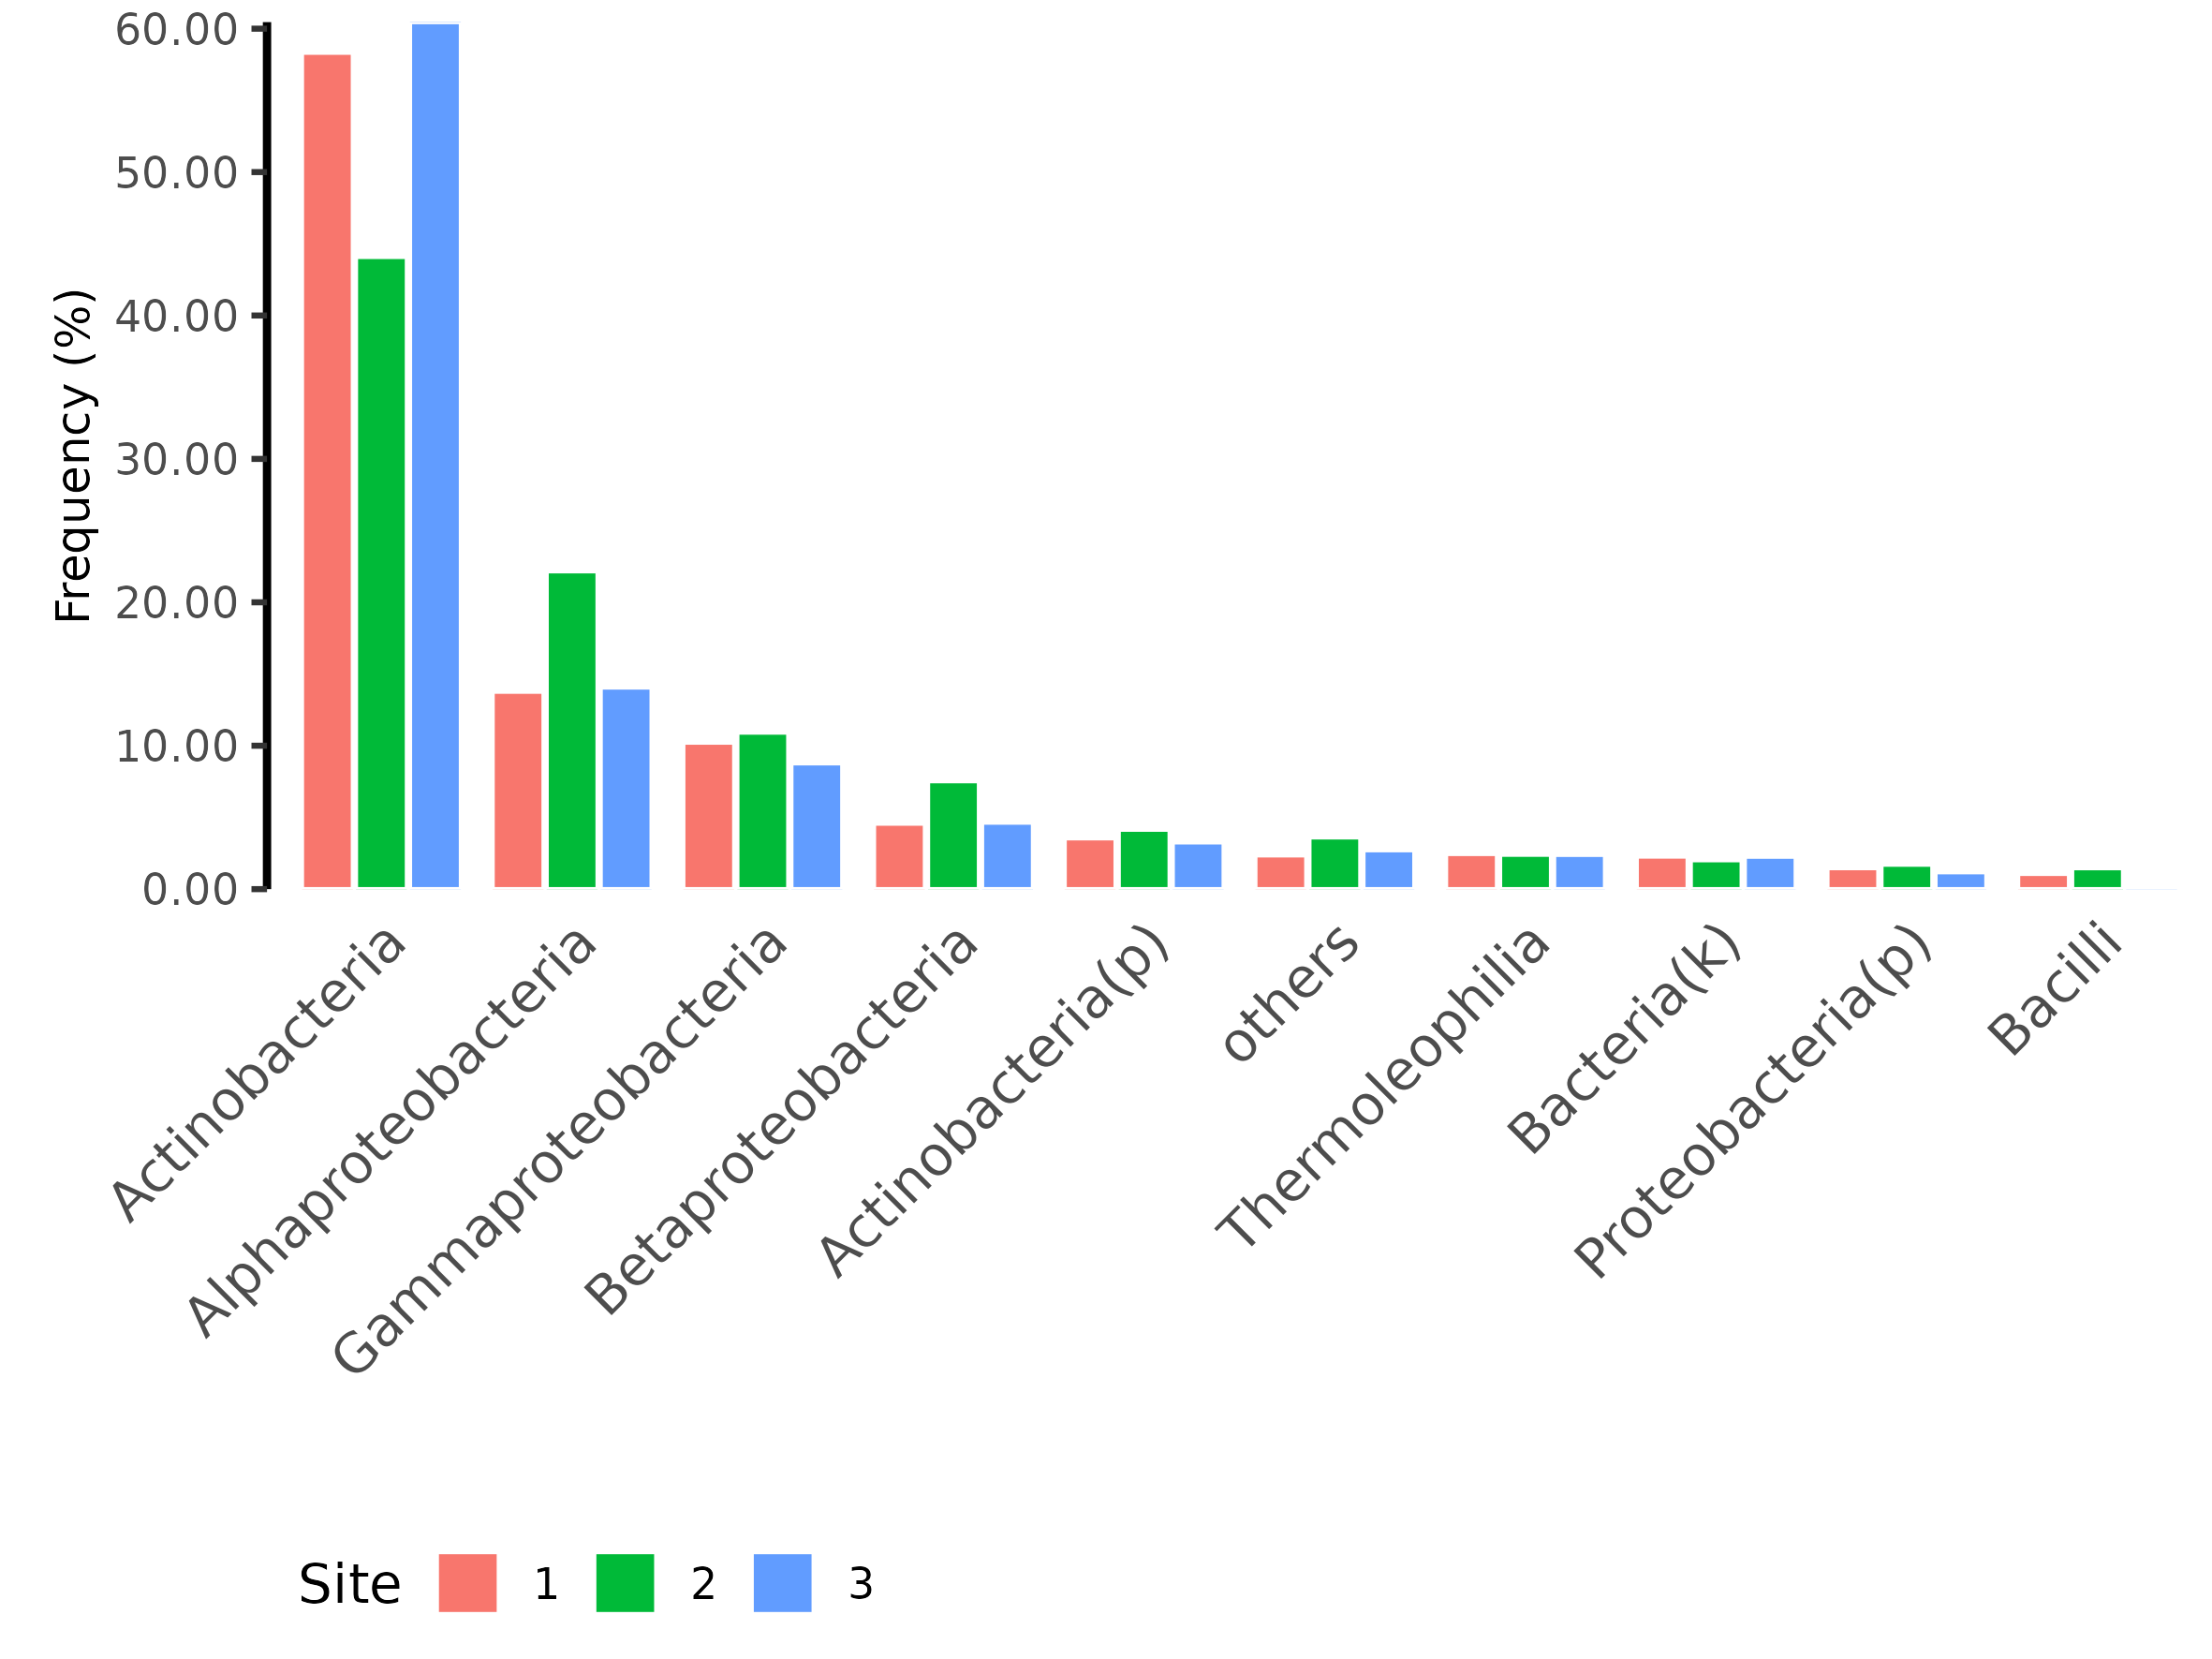 60.00
50.00
40.00
30.00
20.00
10.00
0.00
Frequency (%)
Actinobacteria
Alphaproteobacteria
Gammaproteobacteria
Betaproteobacteria
Actinobacteria(p)
others
Thermoleophilia
Bacteria(k)
Proteobacteria(p)
Bacilli
Site 1 2 3